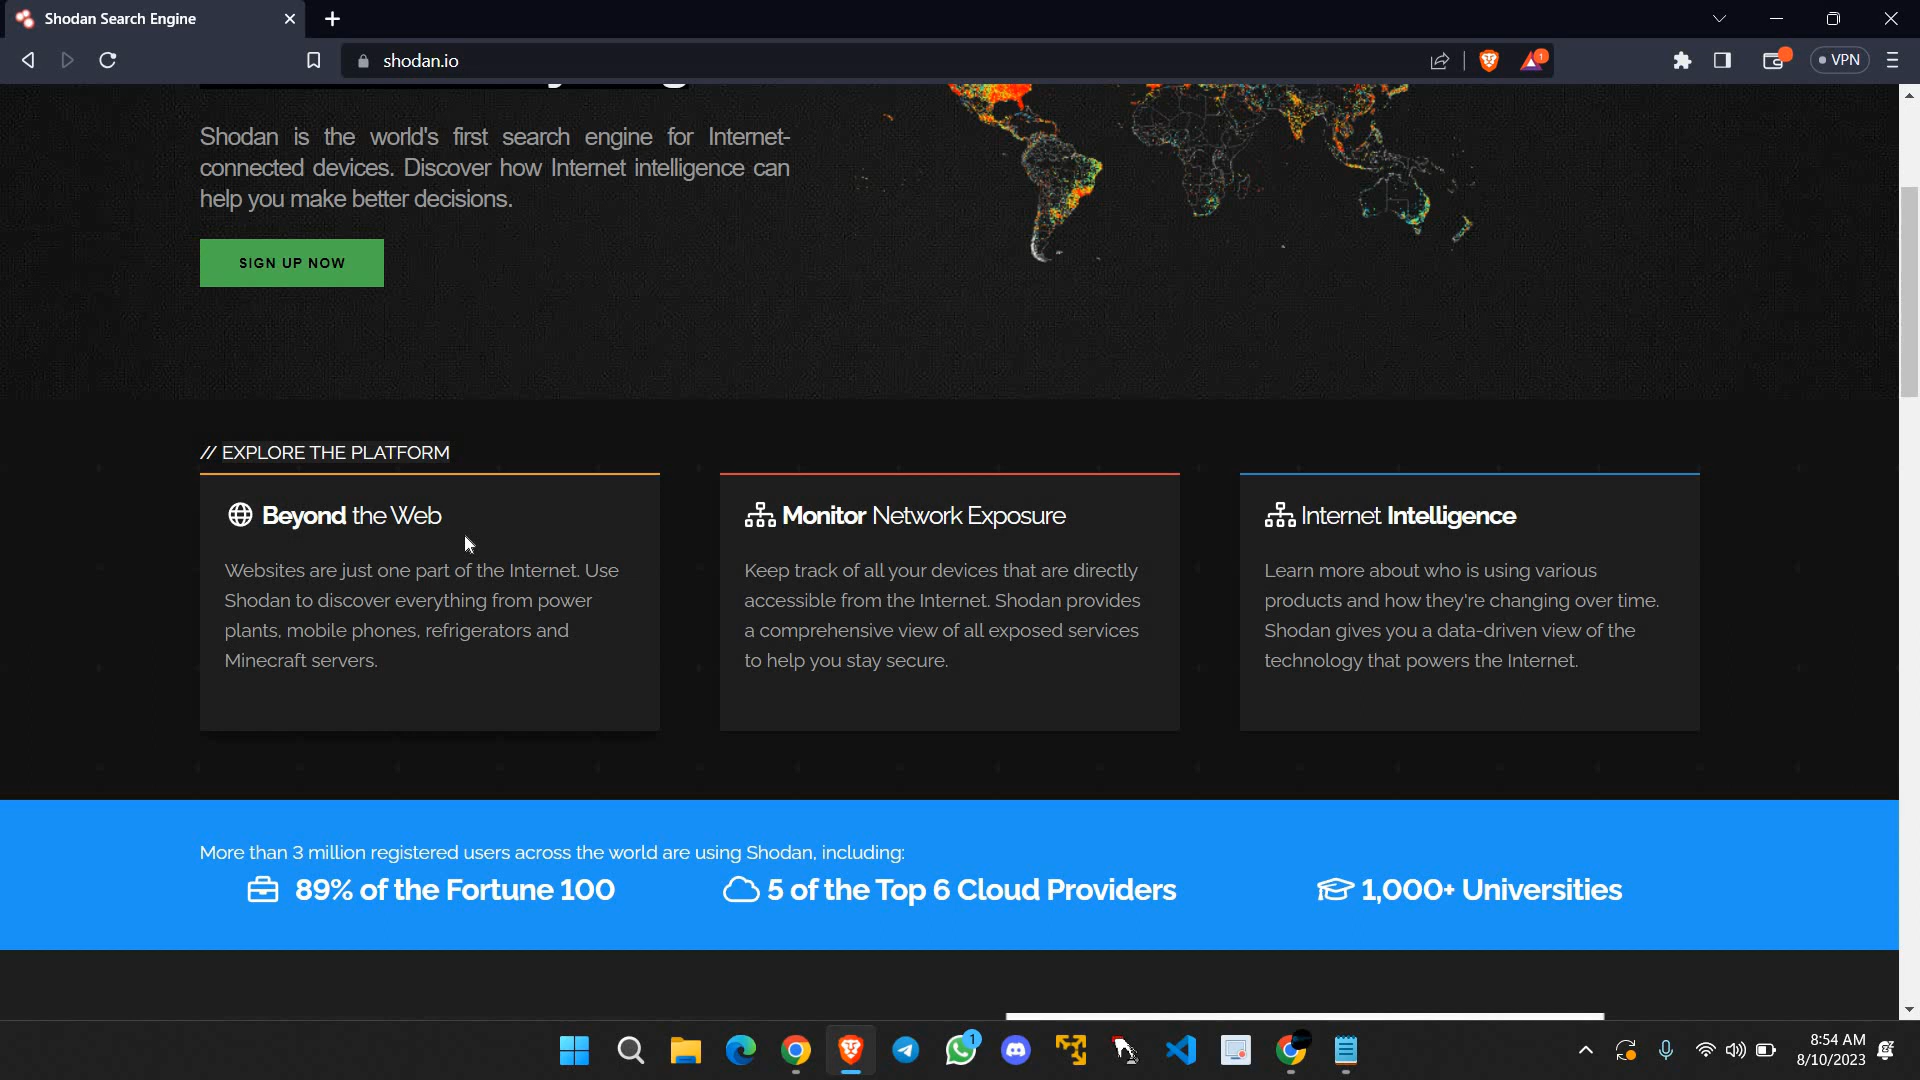 Shodan Search Engine
shodan.io
1
VPN
Shodan is the world's first search engine for Internet-
connected devices. Discover how Internet intelligence can
help you make better decisions.
SIGN UP NOW
// EXPLORE THE PLATFORM
Beyond the Web
Websites are just one part of the Internet. Use
Shodan to discover everything from power
plants, mobile phones, refrigerators and
Minecraft servers.
Monitor Network Exposure
Keep track of all your devices that are directly
accessible from the Internet. Shodan provides
a comprehensive view of all exposed services
to help you stay secure.
Internet Intelligence
Learn more about who is using various
products and how they're changing over time.
Shodan gives you a data-driven view of the
technology that powers the Internet.
More than 3 million registered users across the world are using Shodan, including:
89% of the Fortune 100
5 of the Top 6 Cloud Providers
1,000+ Universities
1
8:54 AM
8/10/2023